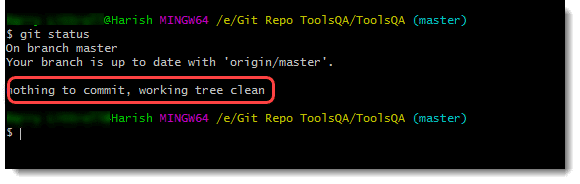 @Harish MINGW64 /e/Git Repo ToolsQA/ToolsQA (master)
$ git status
On branch master
Your branch is up to date with 'origin/master'.
nothing to commit, working tree clean
@Harish MINGW64 /e/Git Repo ToolsQA/ToolsQA (master)
$